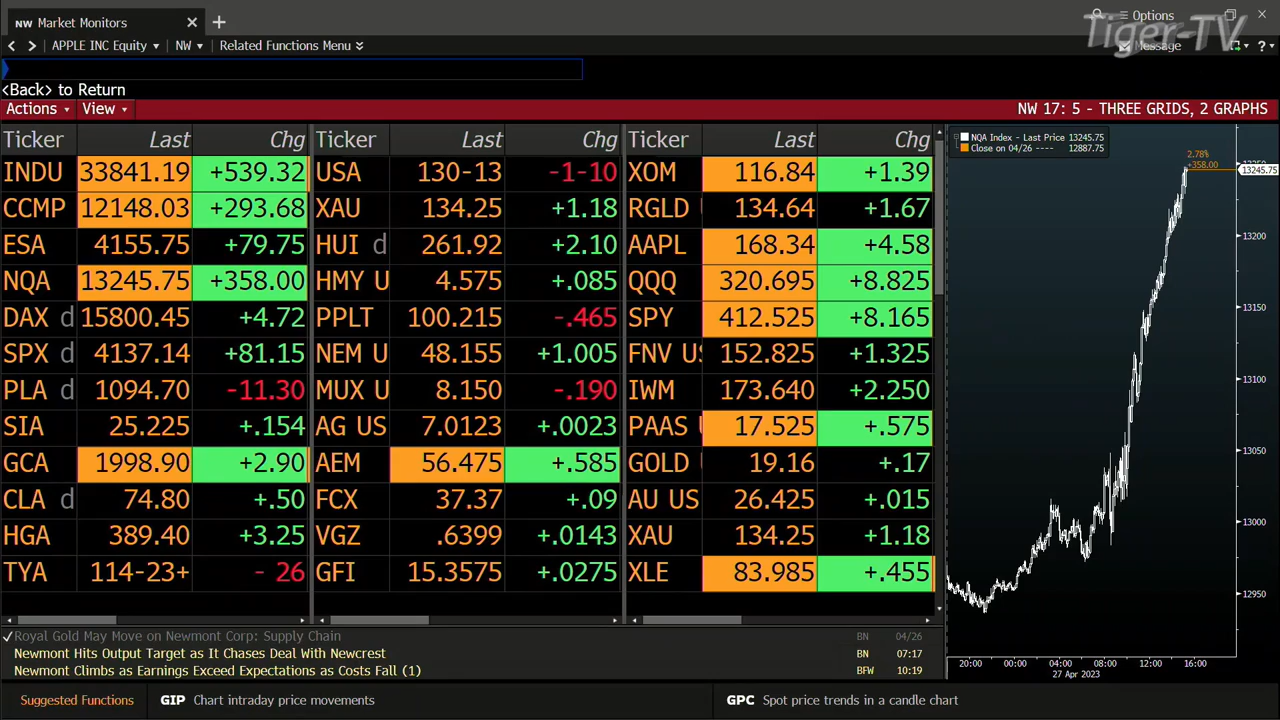 NW Market Monitors × +
Options
Tiger-TV
< > APPLE INC Equity NW Related Functions Menu
Message ?
<Back> to Return
Actions View NW 17: 5 - THREE GRIDS, 2 GRAPHS
Ticker Last Chg Ticker Last Chg Ticker Last Chg
INDU 33841.19 +539.32 USA 130-13 -1-10 XOM 116.84 +1.39
CCMP 12148.03 +293.68 XAU 134.25 +1.18 RGLD 134.64 +1.67
ESA 4155.75 +79.75 HUI d 261.92 +2.10 AAPL 168.34 +4.58
NQA 13245.75 +358.00 HMY U 4.575 +.085 QQQ 320.695 +8.825
DAX d 15800.45 +4.72 PPLT 100.215 -.465 SPY 412.525 +8.165
SPX d 4137.14 +81.15 NEM U 48.155 +1.005 FNV US 152.825 +1.325
PLA d 1094.70 -11.30 MUX U 8.150 -.190 IWM 173.640 +2.250
SIA 25.225 +.154 AG US 7.0123 +.0023 PAAS 17.525 +.575
GCA 1998.90 +2.90 AEM 56.475 +.585 GOLD 19.16 +.17
CLA d 74.80 +.50 FCX 37.37 +.09 AU US 26.425 +.015
HGA 389.40 +3.25 VGZ .6399 +.0143 XAU 134.25 +1.18
TYA 114-23+ - 26 GFI 15.3575 +.0275 XLE 83.985 +.455
NQA Index - Last Price 13245.75
Close on 04/26 ---- 12887.75
2.78%
+358.00
13245.75
13200
13150
13100
13050
13000
12950
20:00 00:00 04:00 08:00 12:00 16:00
27 Apr 2023
Royal Gold May Move on Newmont Corp: Supply Chain BN 04/26
Newmont Hits Output Target as It Chases Deal With Newcrest BN 07:17
Newmont Climbs as Earnings Exceed Expectations as Costs Fall (1) BFW 10:19
Suggested Functions GIP Chart intraday price movements GPC Spot price trends in a candle chart